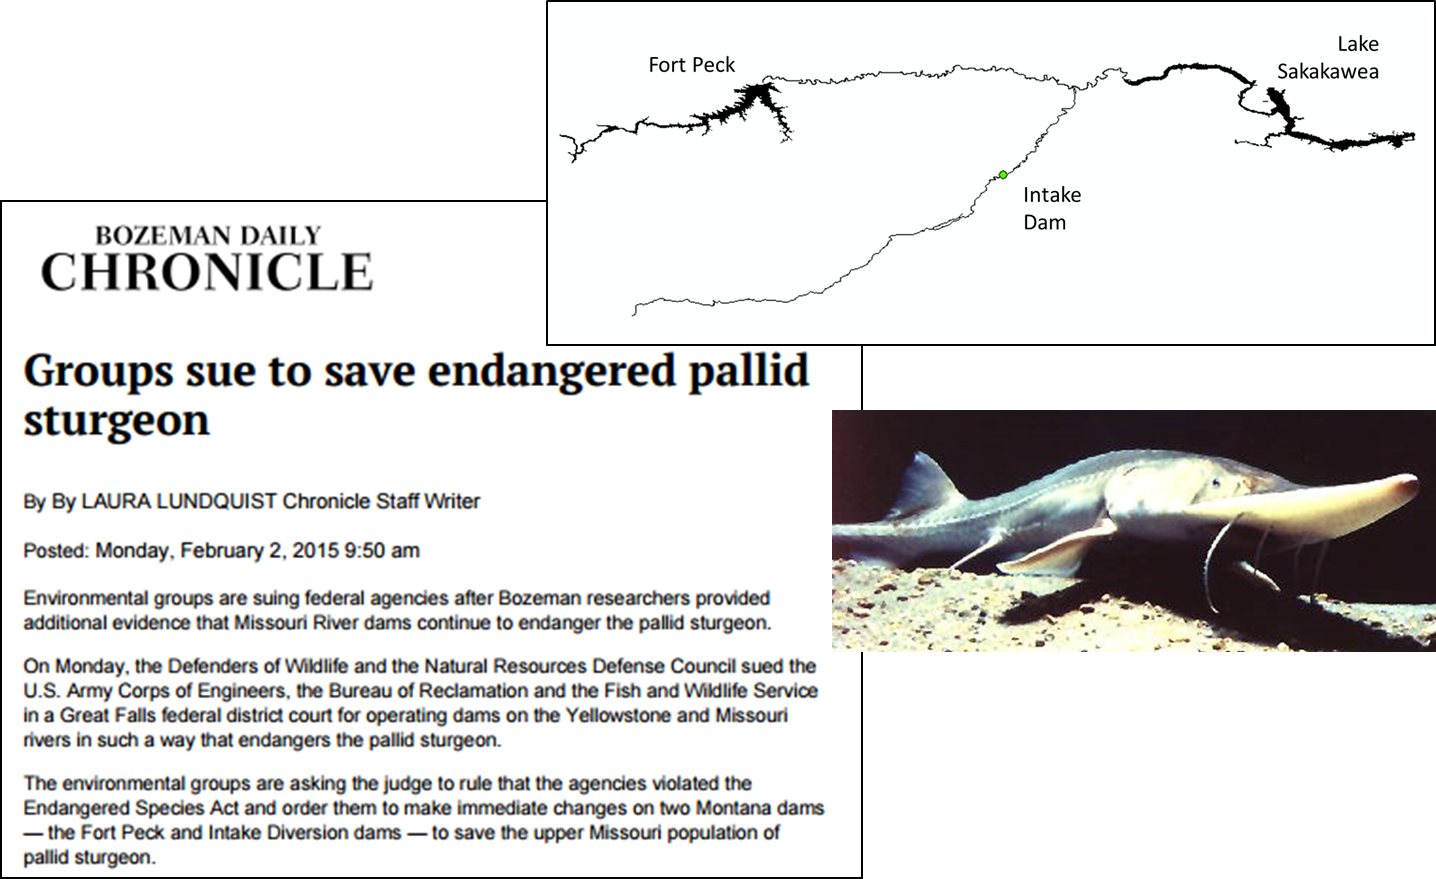 Fort Peck
Lake
Sakakawea
Intake
Dam
BOZEMAN DAILY
CHRONICLE
Groups sue to save endangered pallid
sturgeon
By By LAURA LUNDQUIST Chronicle Staff Writer
Posted: Monday, February 2, 2015 9:50 am
Environmental groups are suing federal agencies after Bozeman researchers provided
additional evidence that Missouri River dams continue to endanger the pallid sturgeon.
On Monday, the Defenders of Wildlife and the Natural Resources Defense Council sued the
U.S. Army Corps of Engineers, the Bureau of Reclamation and the Fish and Wildlife Service
in a Great Falls federal district court for operating dams on the Yellowstone and Missouri
rivers in such a way that endangers the pallid sturgeon.
The environmental groups are asking the judge to rule that the agencies violated the
Endangered Species Act and order them to make immediate changes on two Montana dams
— the Fort Peck and Intake Diversion dams — to save the upper Missouri population of
pallid sturgeon.